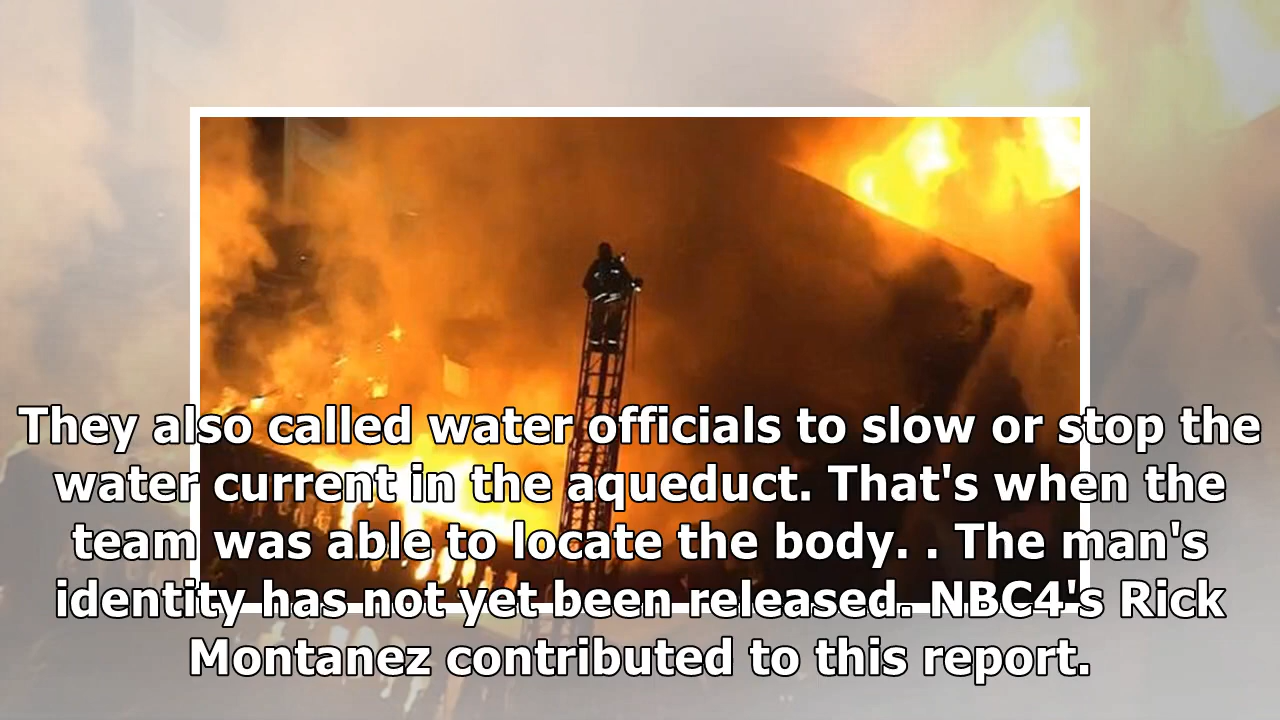 They also called water officials to slow or stop the
water current in the aqueduct. That's when the
team was able to locate the body. . The man's
identity has not yet been released. NBC4's Rick
Montanez contributed to this report.